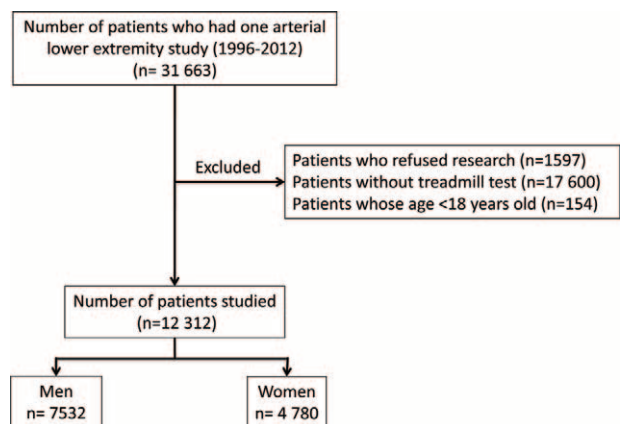 Number of patients who had one arterial
lower extremity study (1996-2012)
(n= 31 663)
Excluded
Patients who refused research (n=1597)
Patients without treadmill test (n=17 600)
Patients whose age <18 years old (n=154)
Number of patients studied
(n=12 312)
Men
n= 7532
Women
n= 4 780